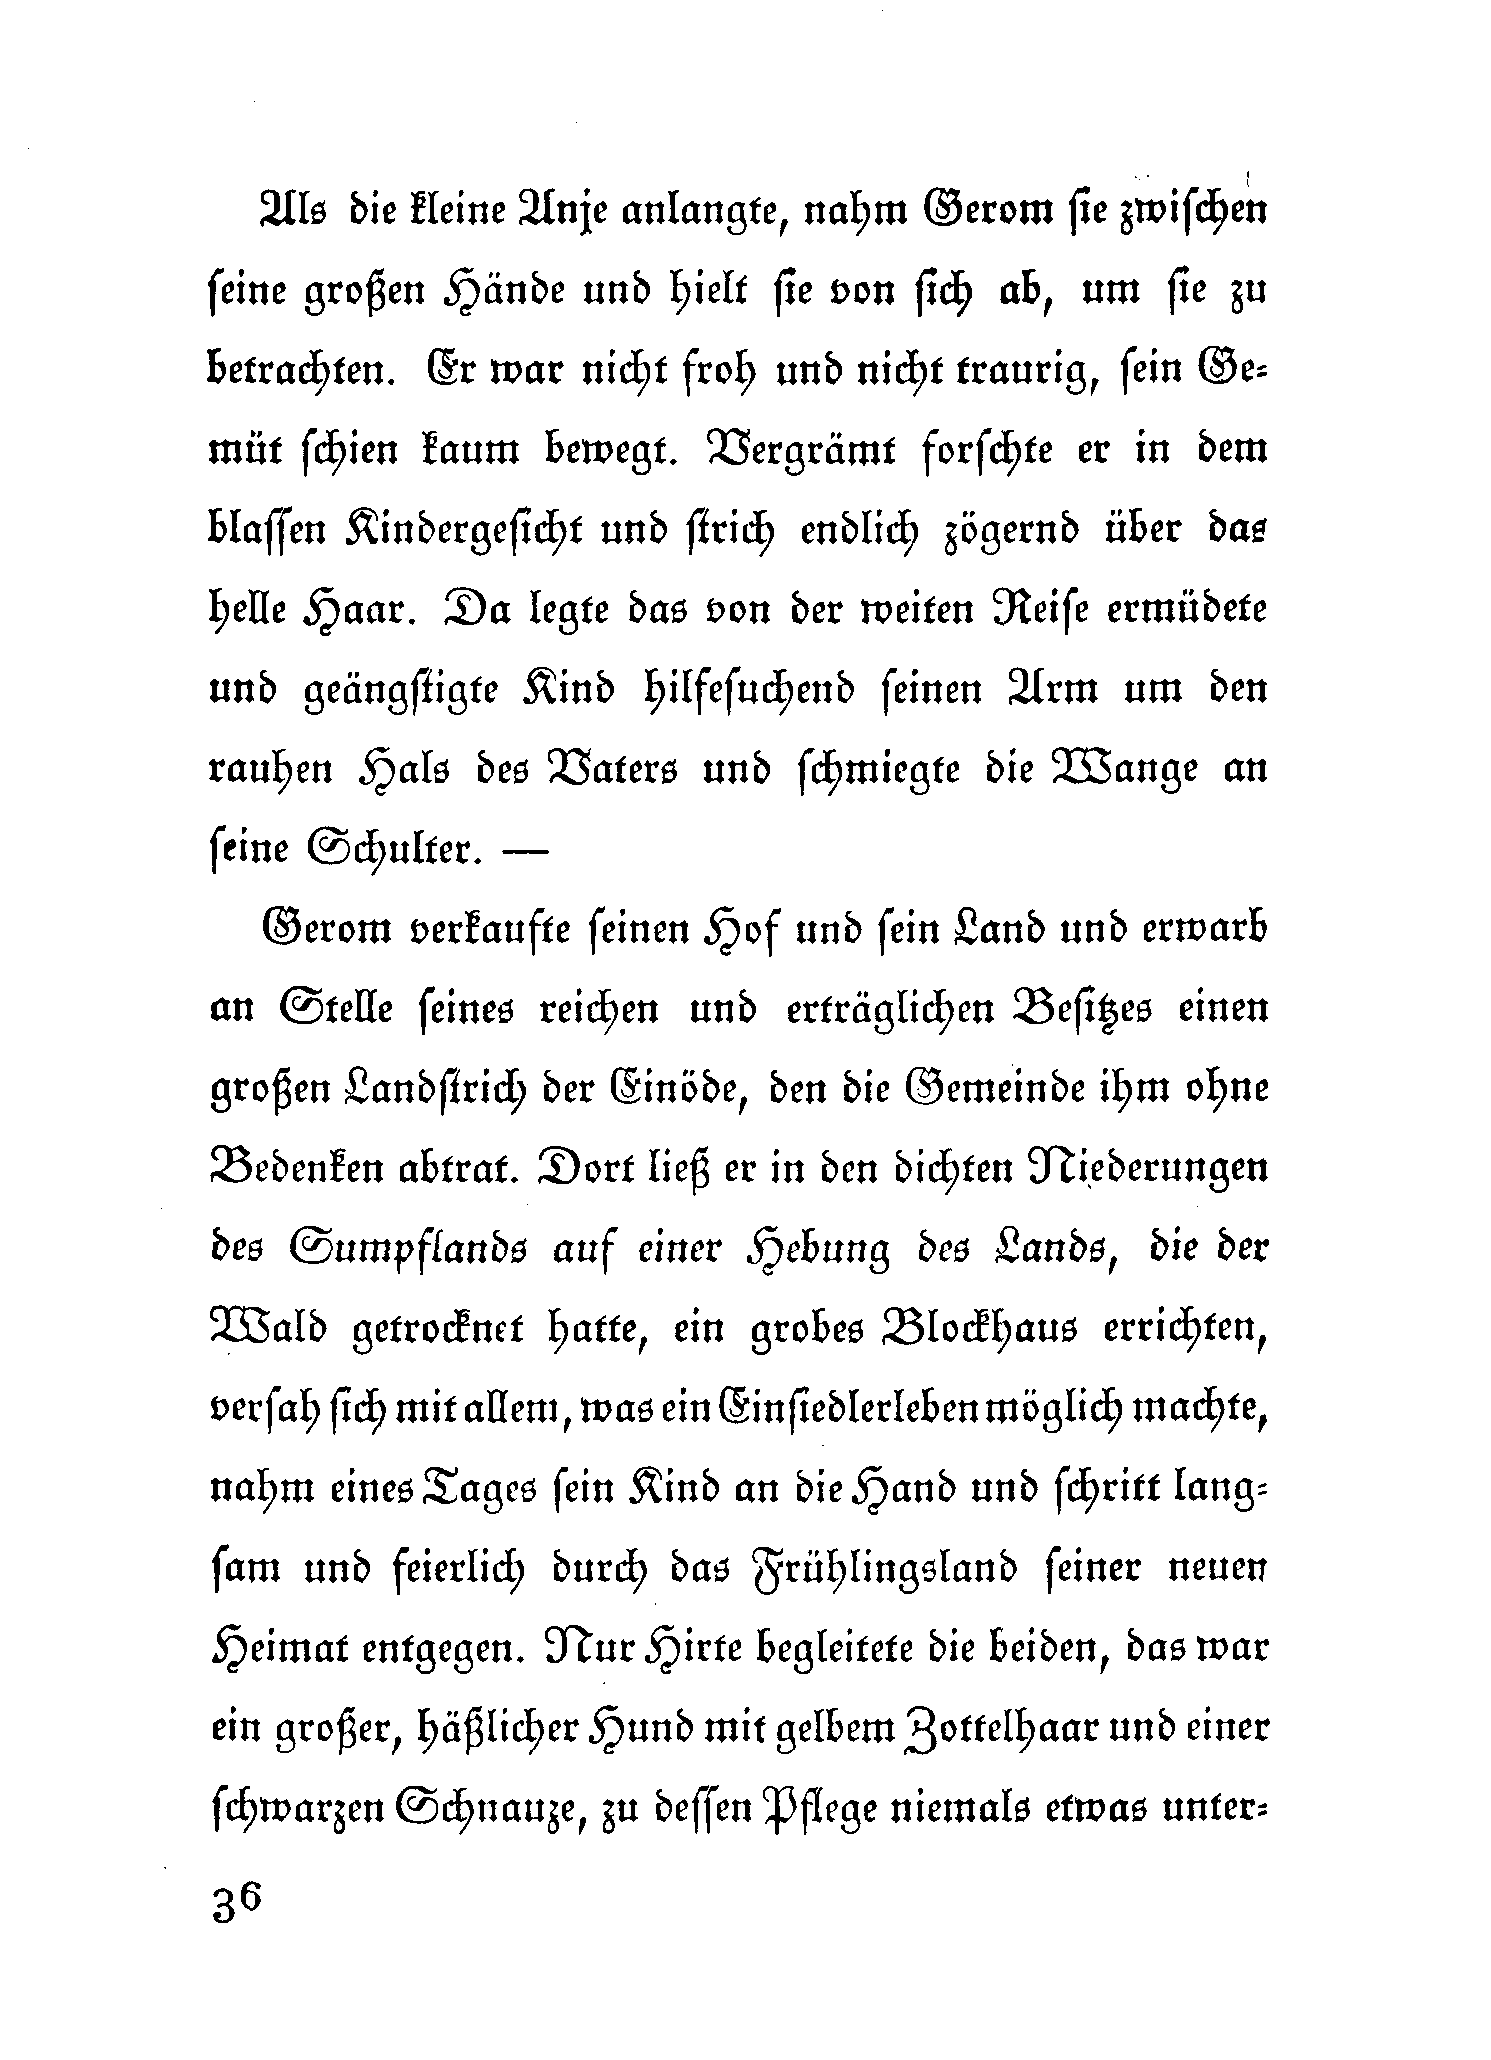 Als die kleine Anje anlangte, nahm Gerom sie zwischen
seine großen Hände und hielt sie von sich ab, um sie zu
betrachten. Er war nicht froh und nicht traurig, sein Ge-
müt schien kaum bewegt. Vergrämt forschte er in dem
blassen Kindergesicht und strich endlich zögernd über das
helle Haar. Da legte das von der weiten Reise ermüdete
und geängstigte Kind hilfesuchend seinen Arm um den
rauhen Hals des Vaters und schmiegte die Wange an
seine Schulter. —
Gerom verkaufte seinen Hof und sein Land und erwarb
an Stelle seines reichen und erträglichen Besitzes einen
großen Landstrich der Einöde, den die Gemeinde ihm ohne
Bedenken abtrat. Dort ließ er in den dichten Niederungen
des Sumpflands auf einer Hebung des Lands, die der
Wald getrocknet hatte, ein grobes Blockhaus errichten,
versah sich mit allem, was ein Einsiedlerleben möglich machte,
nahm eines Tages sein Kind an die Hand und schritt lang-
sam und feierlich durch das Frühlingsland seiner neuen
Heimat entgegen. Nur Hirte begleitete die beiden, das war
ein großer, häßlicher Hund mit gelbem Zottelhaar und einer
schwarzen Schnauze, zu dessen Pflege niemals etwas unter-
36